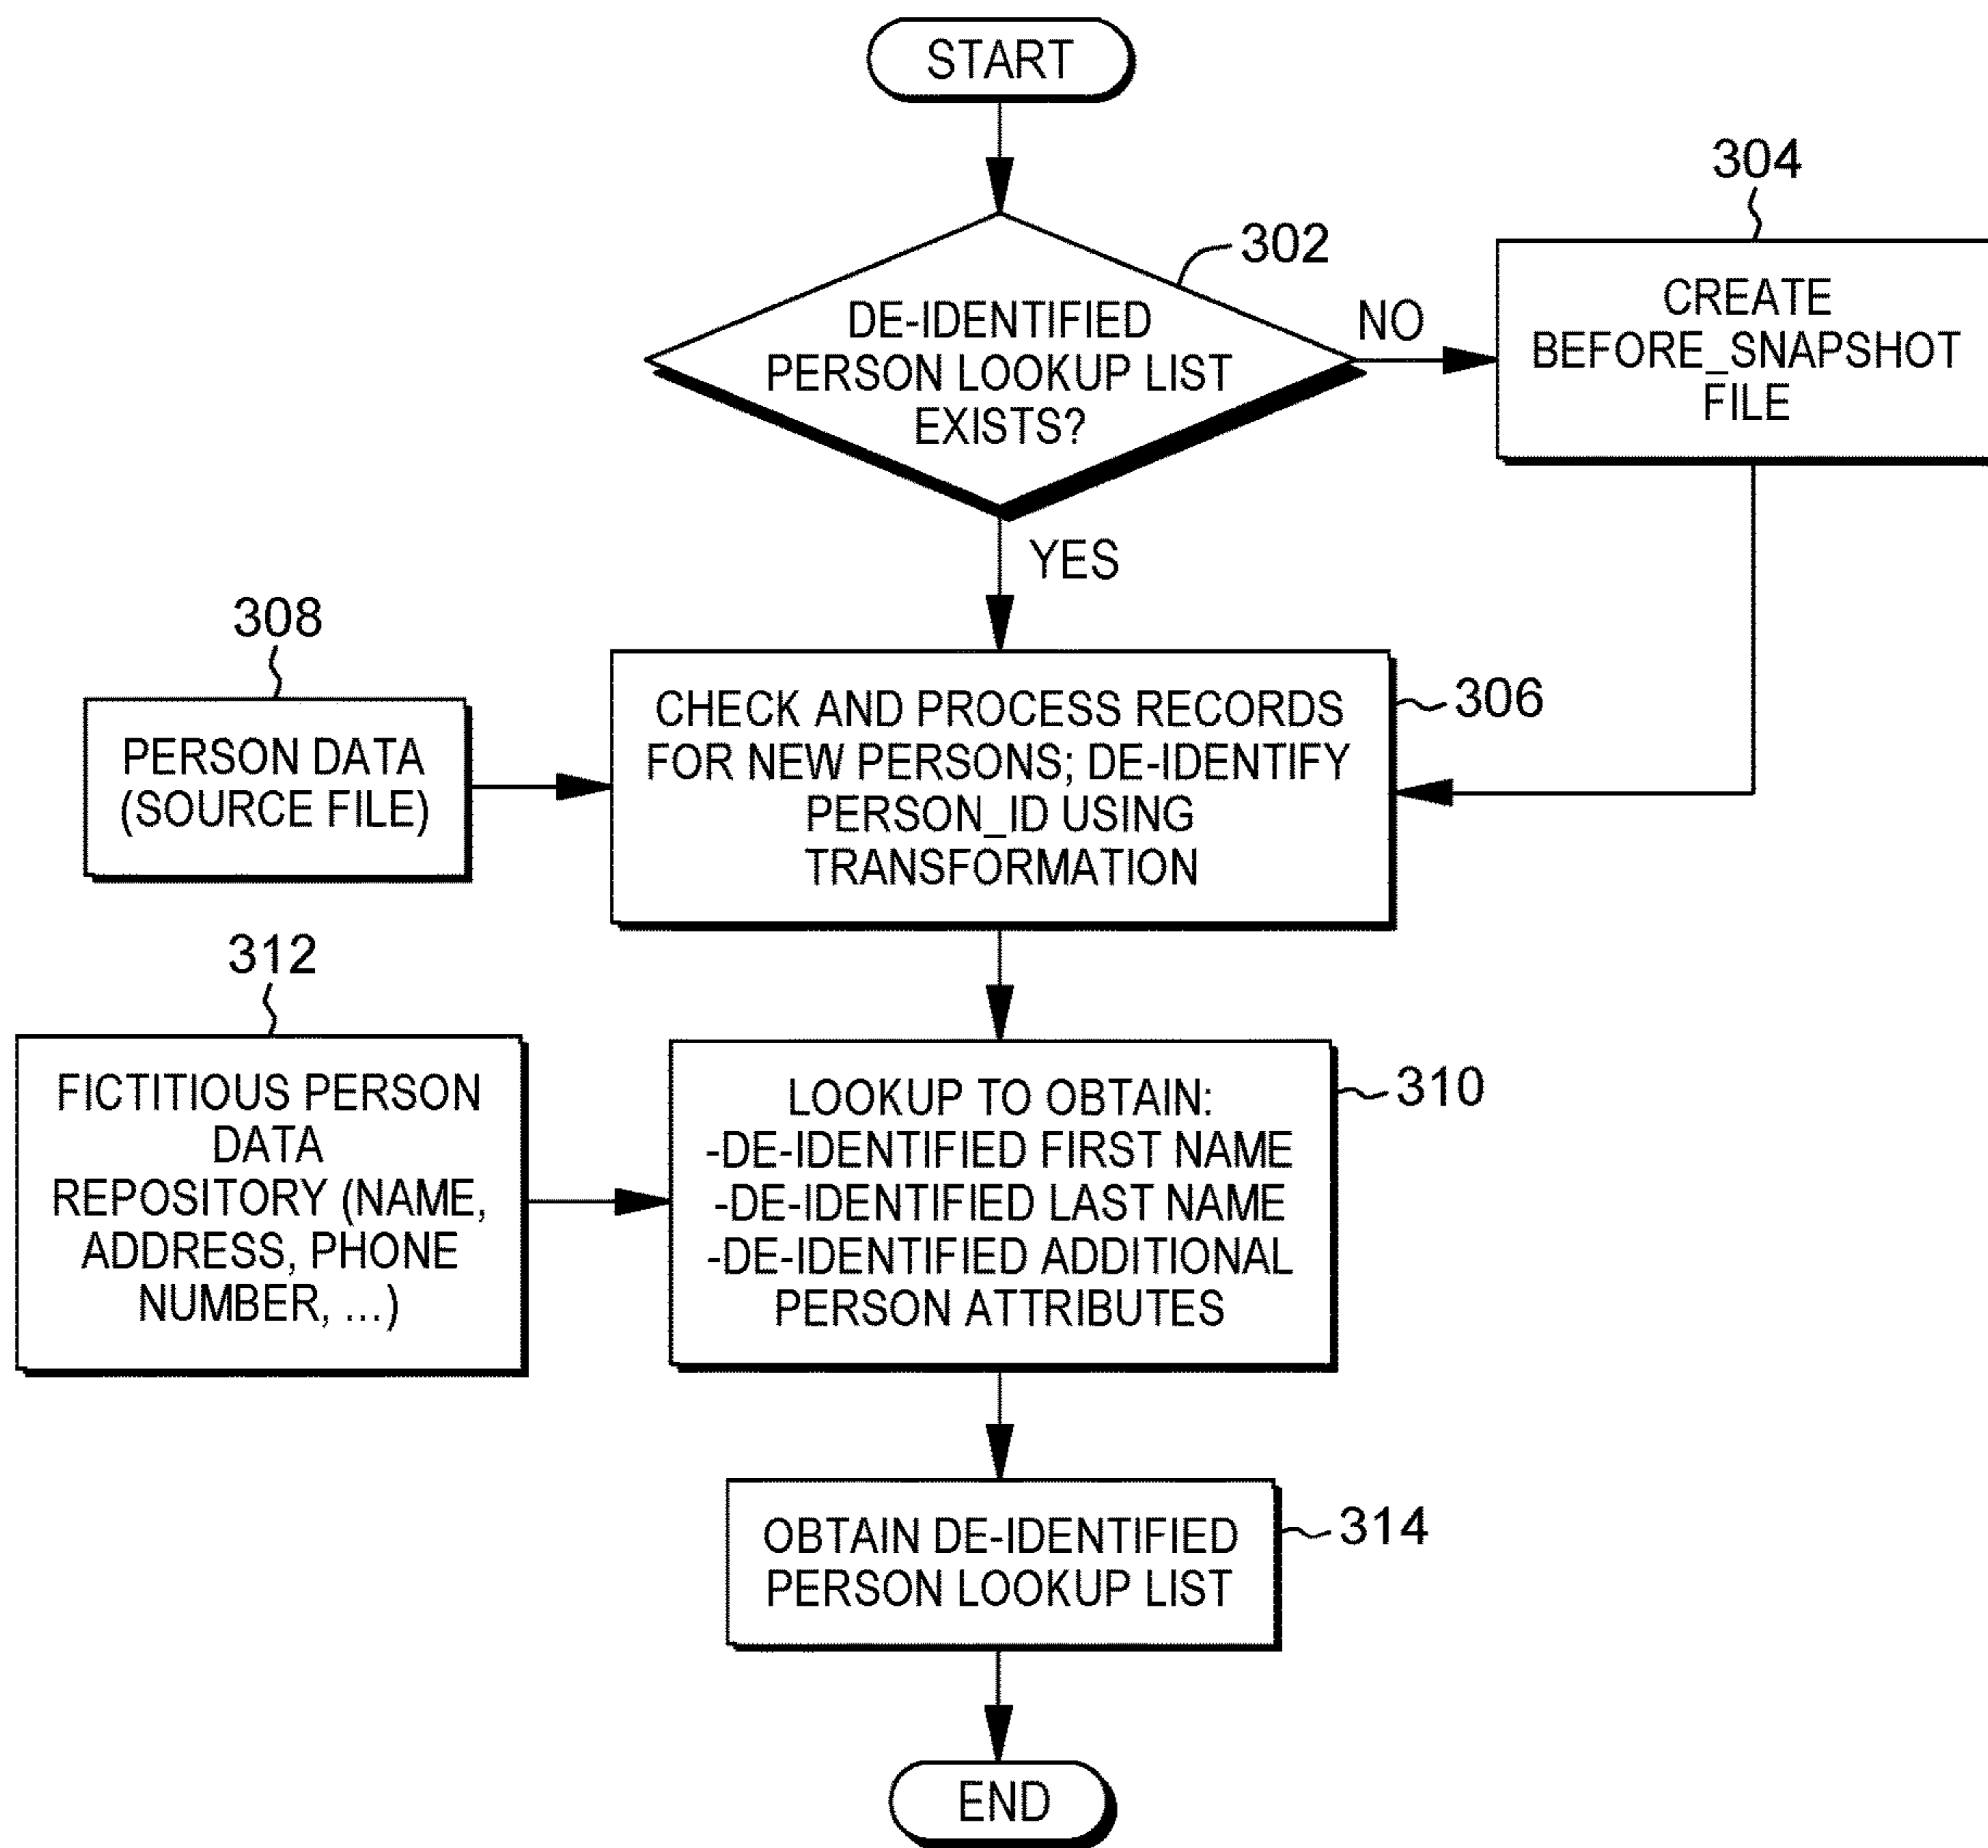 START
304
302
DE-IDENTIFIED
PERSON LOOKUP LIST
EXISTS?
NO
CREATE
BEFORE_SNAPSHOT
FILE
YES
308
PERSON DATA
(SOURCE FILE)
CHECK AND PROCESS RECORDS
FOR NEW PERSONS; DE-IDENTIFY
PERSON_ID USING
TRANSFORMATION
306
312
FICTITIOUS PERSON
DATA
REPOSITORY (NAME,
ADDRESS, PHONE
NUMBER, ...)
LOOKUP TO OBTAIN:
-DE-IDENTIFIED FIRST NAME
-DE-IDENTIFIED LAST NAME
-DE-IDENTIFIED ADDITIONAL
PERSON ATTRIBUTES
310
OBTAIN DE-IDENTIFIED
PERSON LOOKUP LIST
314
END